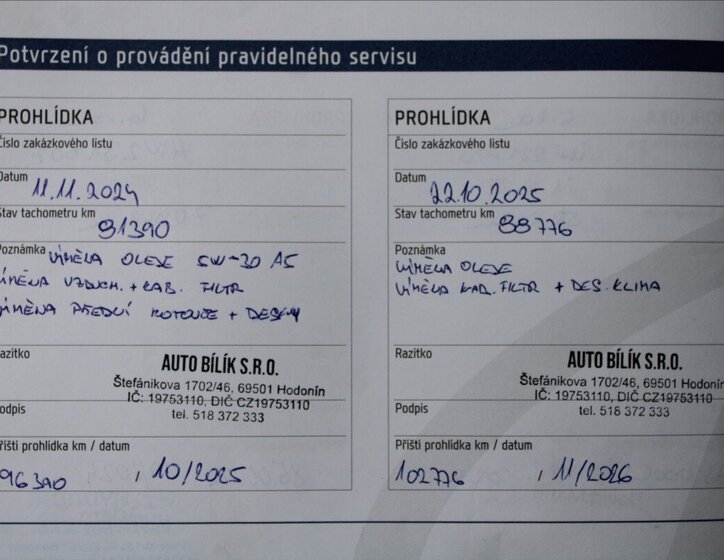 Potvrzení o provádění pravidelného servisu
PROHLÍDKA
Číslo zakázkového listu
Datum 11.11.2024
Stav tachometru km 81390
Poznámka VÝMĚNA OLEJE 5W-30 A5
VÝMĚNA VZDUCH. + KAB. FILTR
VÝMĚNA PŘEDNÍ KOTOUČE + DESKY
Razítko
AUTO BÍLÍK S.R.O.
Štefánikova 1702/46, 69501 Hodonín
IČ: 19753110, DIČ CZ19753110
tel. 518 372 333
Podpis
Příští prohlídka km / datum
96390 / 10/2025
PROHLÍDKA
Číslo zakázkového listu
Datum 22.10.2025
Stav tachometru km 88776
Poznámka
VÝMĚNA OLEJE
VÝMĚNA KAB. FILTR + DES. KLIMA
Razítko
AUTO BÍLÍK S.R.O.
Štefánikova 1702/46, 69501 Hodonín
IČ: 19753110, DIČ CZ19753110
tel. 518 372 333
Podpis
Příští prohlídka km / datum
102776 / 11/2026